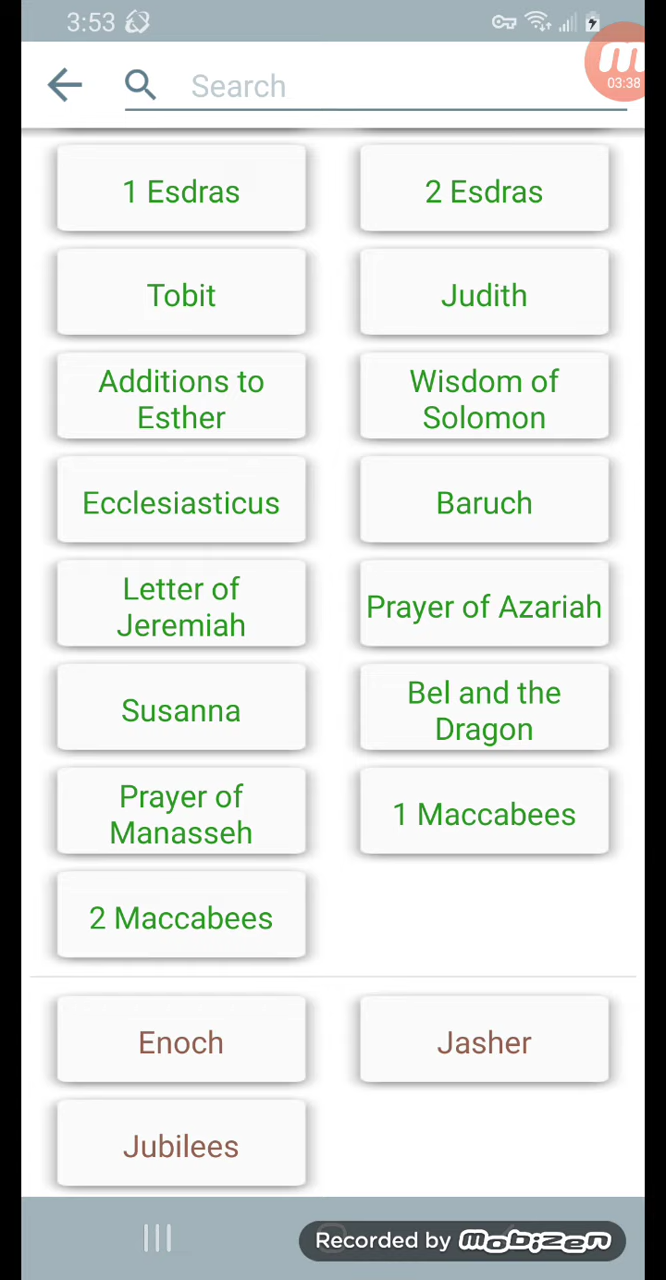 3:53
Search
03:38
1 Esdras
2 Esdras
Tobit
Judith
Additions to
Esther
Wisdom of
Solomon
Ecclesiasticus
Baruch
Letter of
Jeremiah
Prayer of Azariah
Susanna
Bel and the
Dragon
Prayer of
Manasseh
1 Maccabees
2 Maccabees
Enoch
Jasher
Jubilees
Recorded by mobizen